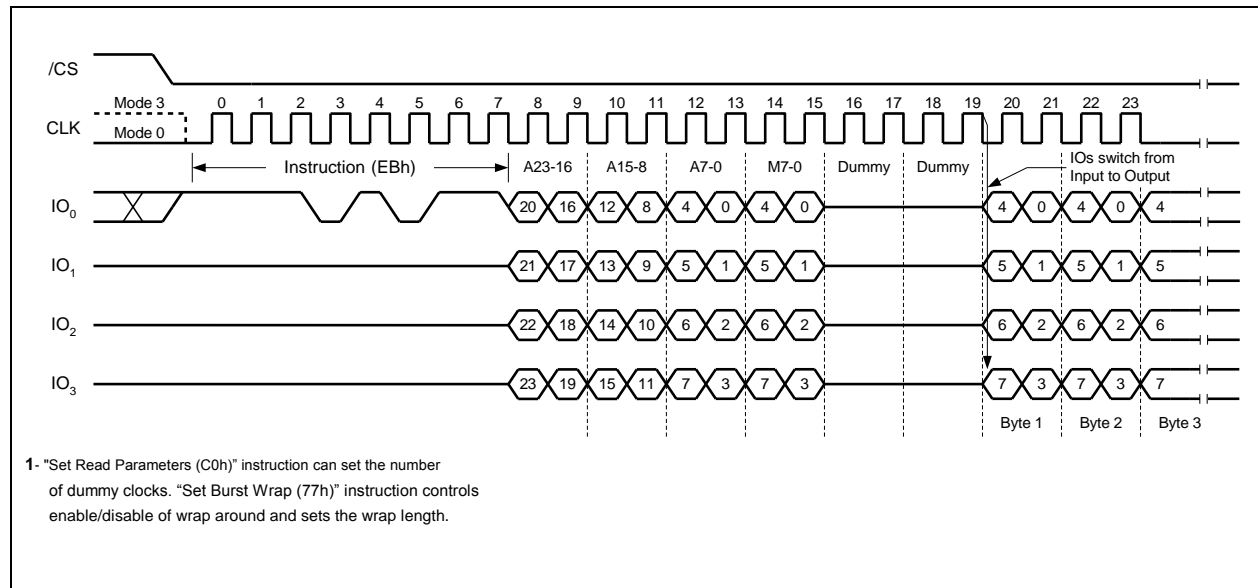 /CS
Mode 3 0 1 2 3 4 5 6 7 8 9 10 11 12 13 14 15 16 17 18 19 20 21 22 23
CLK
Mode 0
Instruction (EBh) A23-16 A15-8 A7-0 M7-0 Dummy Dummy IOs switch from
Input to Output
IO0 20 16 12 8 4 0 4 0 4 0 4 0 4
IO1 21 17 13 9 5 1 5 1 5 1 5 1 5
IO2 22 18 14 10 6 2 6 2 6 2 6 2 6
IO3 23 19 15 11 7 3 7 3 7 3 7 3 7
Byte 1 Byte 2 Byte 3
1- "Set Read Parameters (C0h)” instruction can set the number
of dummy clocks. “Set Burst Wrap (77h)” instruction controls
enable/disable of wrap around and sets the wrap length.